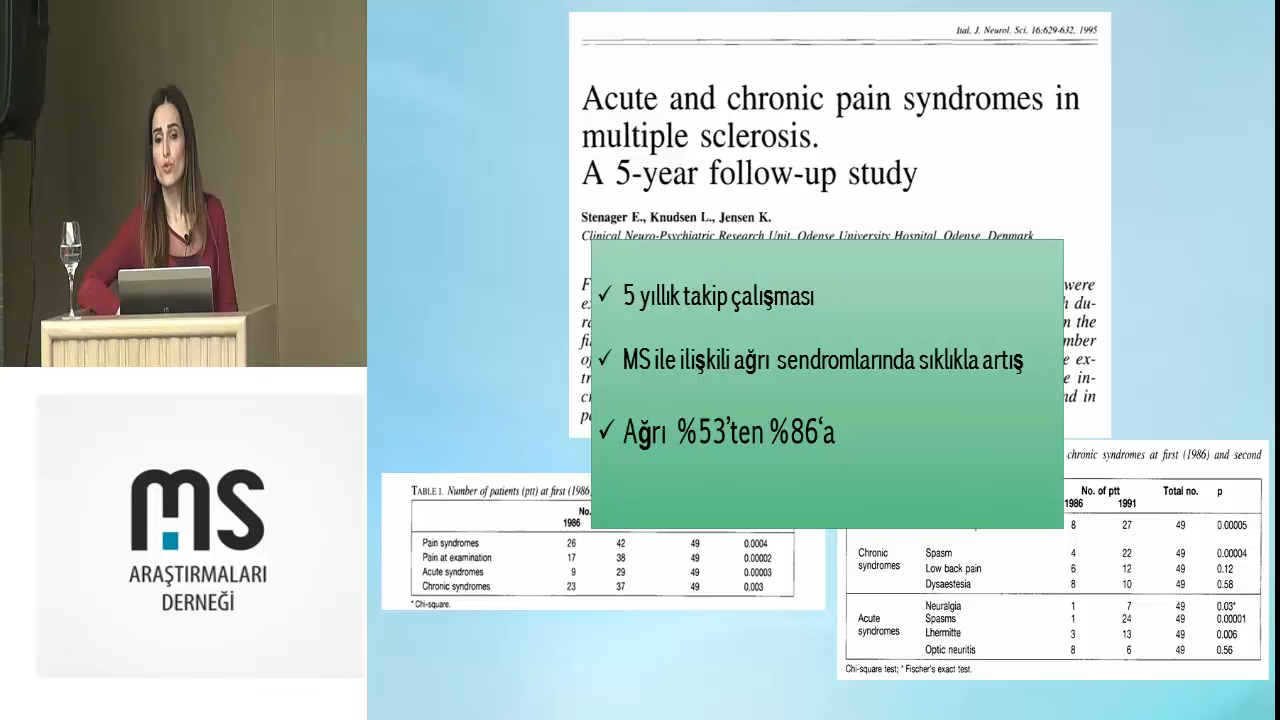 Ital. J. Neurol. Sci. 16:629-632, 1995
Acute and chronic pain syndromes in
multiple sclerosis.
A 5-year follow-up study
Stenager E., Knudsen L., Jensen K.
Clinical Neuro-Psychiatric Research Unit, Odense University Hospital, Odense, Denmark
were
h du-
n the
mber
e ex-
e in-
nd in
✓ 5 yıllık takip çalışması
✓ MS ile ilişkili ağrı sendromlarında sıklıkla artış
✓ Ağrı %53’ten %86‘a
TABLE I. Number of patients (ptt) at first (1986)
No.
1986
Pain syndromes 26 42 49 0.0004
Pain at examination 17 38 49 0.00002
Acute syndromes 9 29 49 0.00003
Chronic syndromes 23 37 49 0.003
* Chi-square.
chronic syndromes at first (1986) and second
No. of ptt Total no. p
1986 1991
8 27 49 0.00005
Chronic syndromes Spasm 4 22 49 0.00004
Low back pain 6 12 49 0.12
Dysaestesia 8 10 49 0.58
Neuralgia 1 7 49 0.03*
Acute syndromes Spasms 1 24 49 0.00001
Lhermitte 3 13 49 0.006
Optic neuritis 8 6 49 0.56
Chi-square test; * Fischer's exact test.
MS
ARAŞTIRMALARI
DERNEĞİ